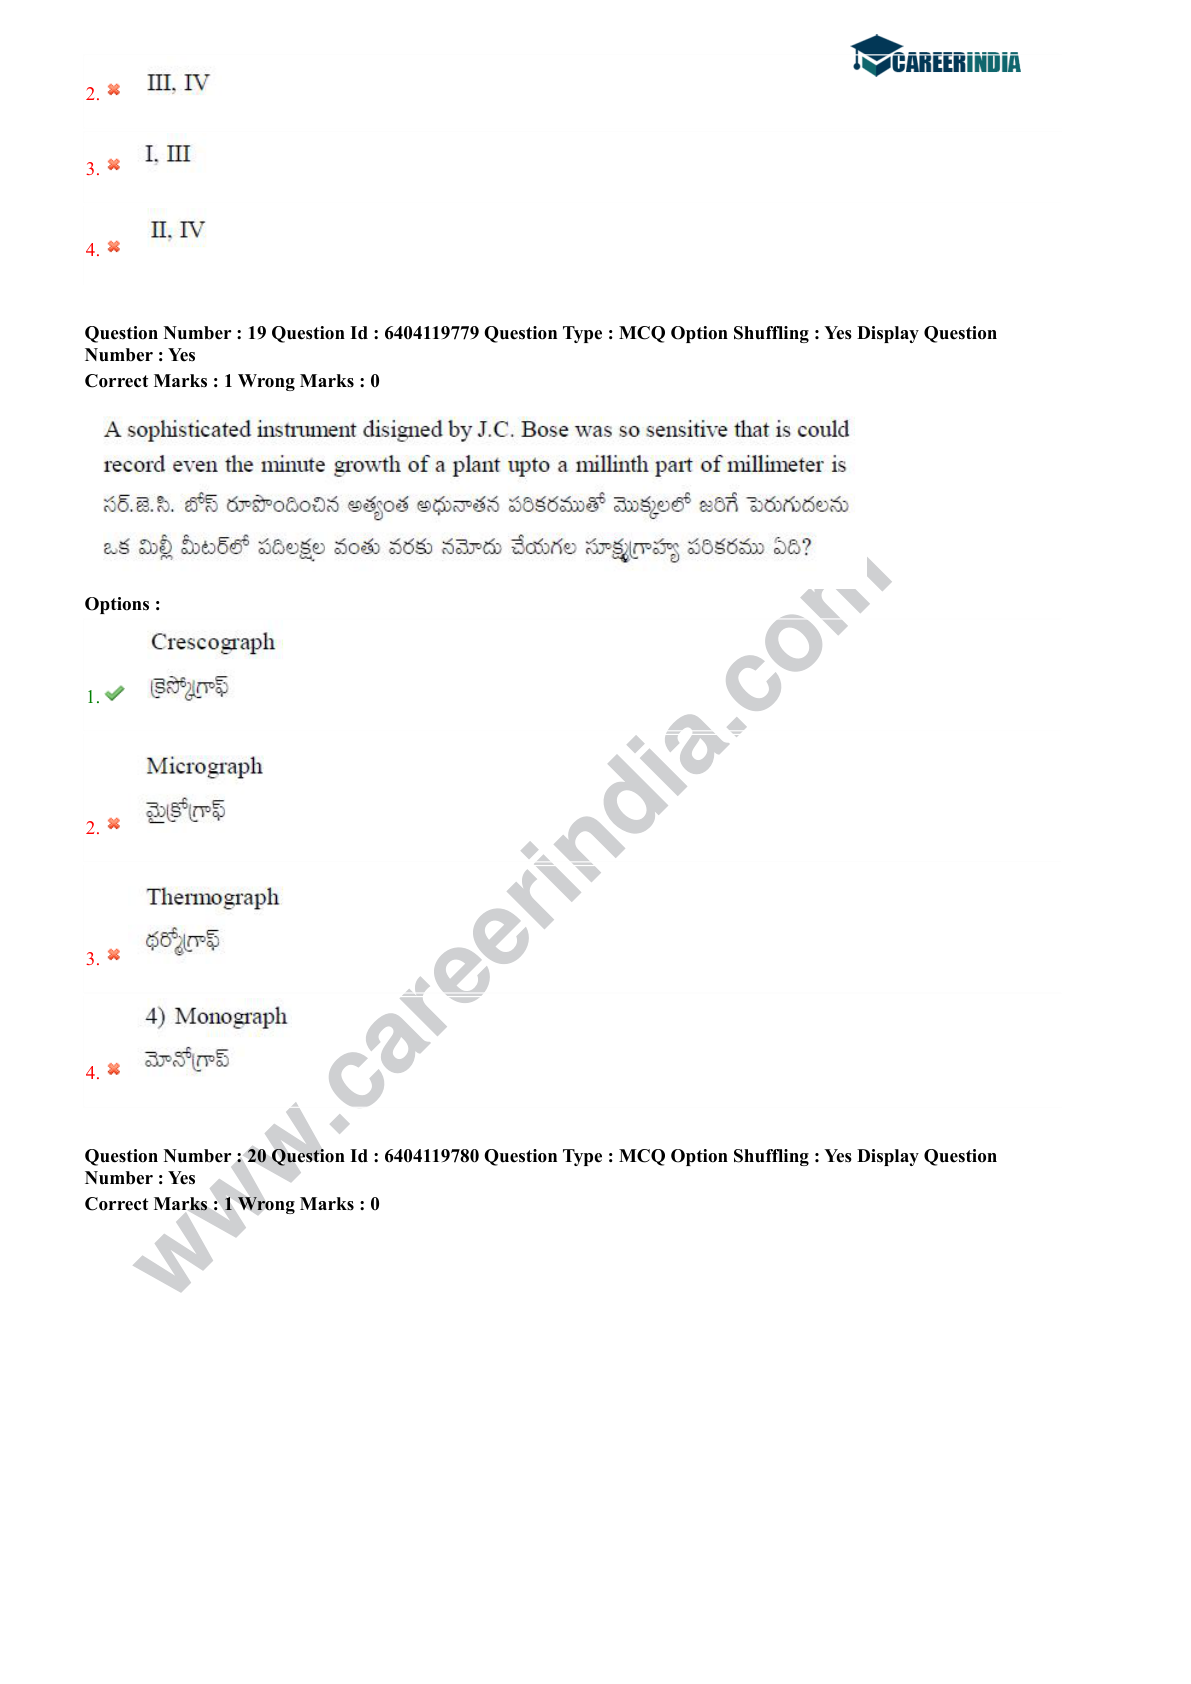 CAREERINDIA
2. III, IV
3. I, III
4. II, IV
Question Number : 19 Question Id : 6404119779 Question Type : MCQ Option Shuffling : Yes Display Question
Number : Yes
Correct Marks : 1 Wrong Marks : 0
A sophisticated instrument disigned by J.C. Bose was so sensitive that is could
record even the minute growth of a plant upto a millinth part of millimeter is
సర్.జె.సి. బోస్ రూపొందించిన అత్యంత అధునాతన పరికరముతో మొక్కలలో జరిగే పెరుగుదలను
ఒక మిల్లీ మీటర్‌లో పదిలక్షల వంతు వరకు నమోదు చేయగల సూక్ష్మగ్రాహ్య పరికరము ఏది?
Options :
Crescograph
1. క్రెస్కోగ్రాఫ్
Micrograph
మైక్రోగ్రాఫ్
2.
Thermograph
థర్మోగ్రాఫ్
3.
4) Monograph
మోనోగ్రాప్
4.
Question Number : 20 Question Id : 6404119780 Question Type : MCQ Option Shuffling : Yes Display Question
Number : Yes
Correct Marks : 1 Wrong Marks : 0
www.careerindia.com